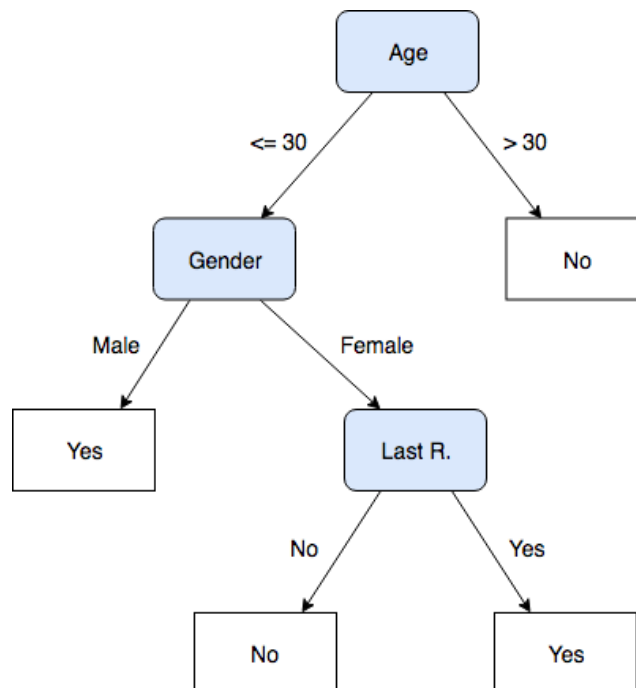 Age
<= 30
> 30
Gender
No
Male
Female
Yes
Last R.
No
Yes
No
Yes